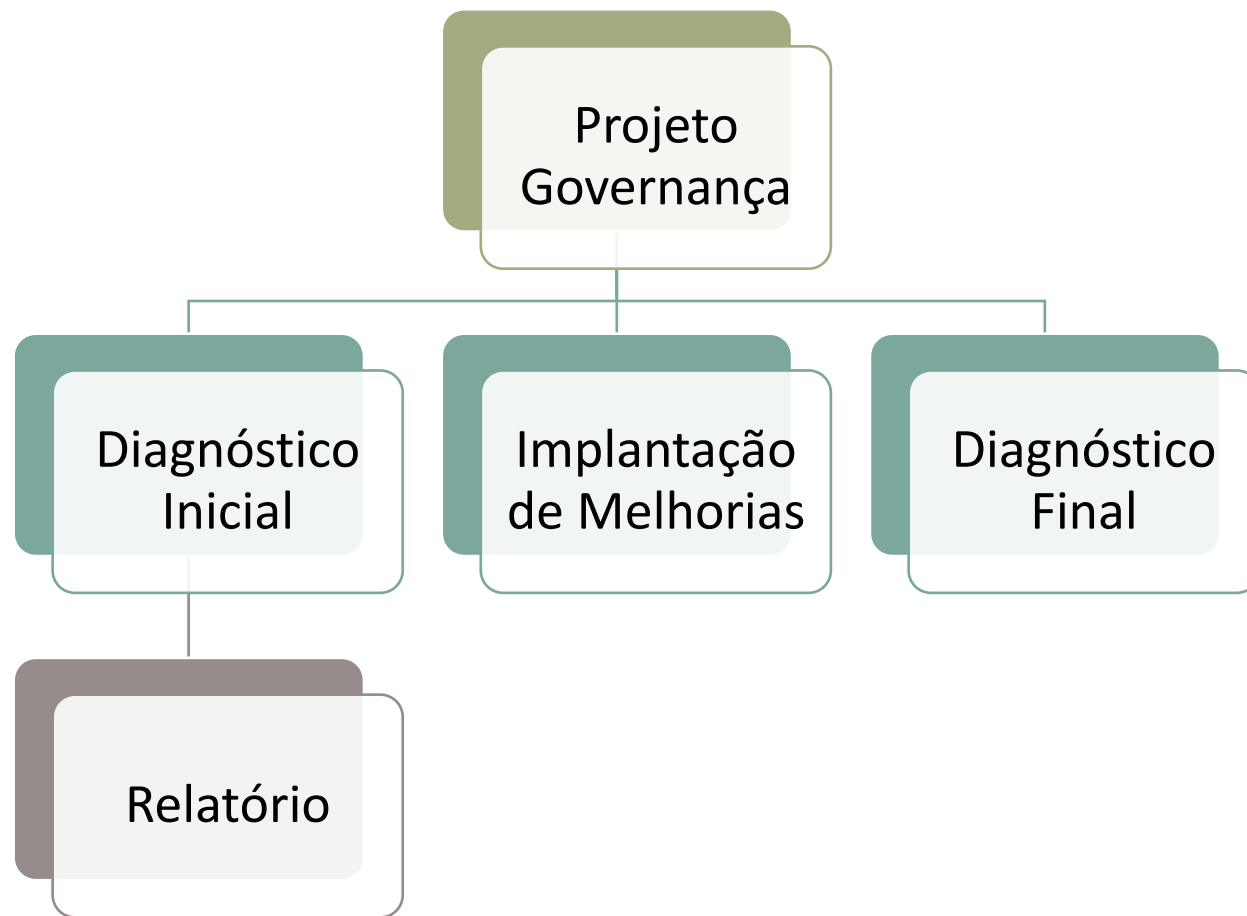 Projeto
Governança
Diagnóstico
Inicial
Implantação
de Melhorias
Diagnóstico
Final
Relatório